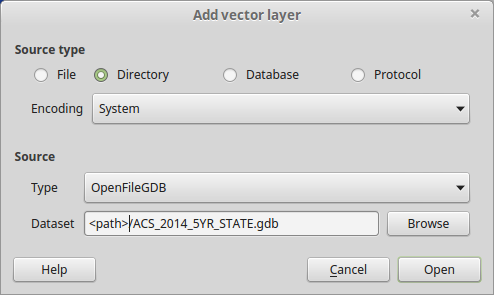 Add vector layer
Source type
File Directory Database Protocol
Encoding System
Source
Type OpenFileGDB
Dataset <path>/ACS_2014_5YR_STATE.gdb Browse
Help Cancel Open